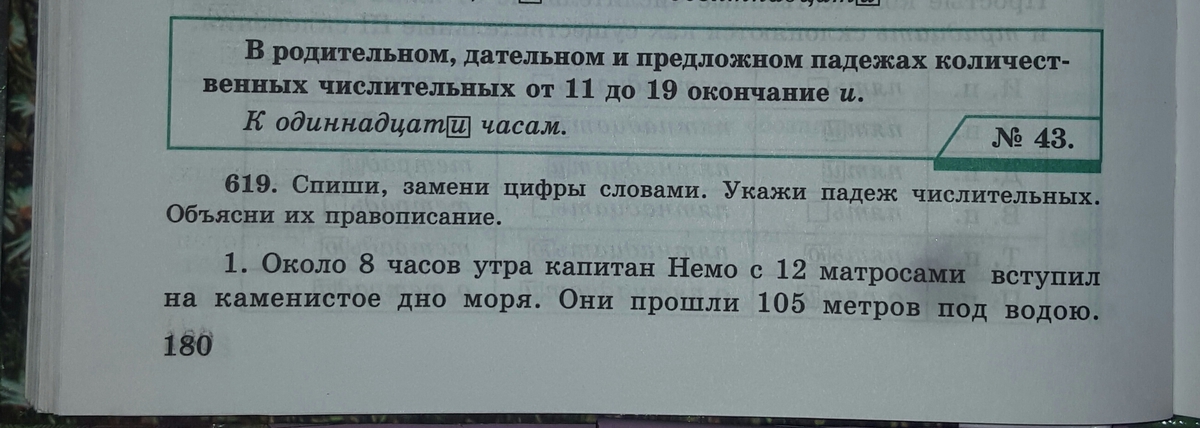 В родительном, дательном и предложном падежах количест-
венных числительных от 11 до 19 окончание и.
К одиннадцати часам.
№ 43.
619. Спиши, замени цифры словами. Укажи падеж числительных.
Объясни их правописание.
1. Около 8 часов утра капитан Немо с 12 матросами вступил
на каменистое дно моря. Они прошли 105 метров под водою.
180